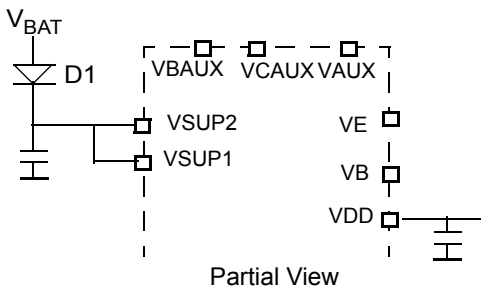 VBAT
D1
VBAUX VCAUX VAUX
VSUP2
VE
VSUP1
VB
VDD
Partial View